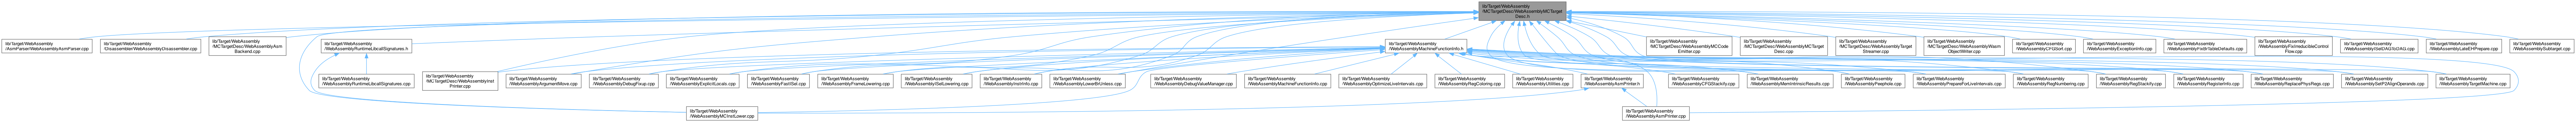 lib/Target/WebAssembly
/MCTargetDesc/WebAssemblyMCTarget
Desc.h
lib/Target/WebAssembly
/AsmParser/WebAssemblyAsmParser.cpp
lib/Target/WebAssembly
/Disassembler/WebAssemblyDisassembler.cpp
lib/Target/WebAssembly
/MCTargetDesc/WebAssemblyAsm
Backend.cpp
lib/Target/WebAssembly
/WebAssemblyRuntimeLibcallSignatures.h
lib/Target/WebAssembly
/WebAssemblyMachineFunctionInfo.h
lib/Target/WebAssembly
/MCTargetDesc/WebAssemblyMCCode
Emitter.cpp
lib/Target/WebAssembly
/MCTargetDesc/WebAssemblyMCTarget
Desc.cpp
lib/Target/WebAssembly
/MCTargetDesc/WebAssemblyTarget
Streamer.cpp
lib/Target/WebAssembly
/MCTargetDesc/WebAssemblyWasm
ObjectWriter.cpp
lib/Target/WebAssembly
/WebAssemblyCFGSort.cpp
lib/Target/WebAssembly
/WebAssemblyExceptionInfo.cpp
lib/Target/WebAssembly
/WebAssemblyFixBrTableDefaults.cpp
lib/Target/WebAssembly
/WebAssemblyFixIrreducibleControl
Flow.cpp
lib/Target/WebAssembly
/WebAssemblyISelDAGToDAG.cpp
lib/Target/WebAssembly
/WebAssemblyLateEHPrepare.cpp
lib/Target/WebAssembly
/WebAssemblySubtarget.cpp
lib/Target/WebAssembly
/WebAssemblyRuntimeLibcallSignatures.cpp
lib/Target/WebAssembly
/MCTargetDesc/WebAssemblyInst
Printer.cpp
lib/Target/WebAssembly
/WebAssemblyArgumentMove.cpp
lib/Target/WebAssembly
/WebAssemblyDebugFixup.cpp
lib/Target/WebAssembly
/WebAssemblyExplicitLocals.cpp
lib/Target/WebAssembly
/WebAssemblyFastISel.cpp
lib/Target/WebAssembly
/WebAssemblyFrameLowering.cpp
lib/Target/WebAssembly
/WebAssemblyISelLowering.cpp
lib/Target/WebAssembly
/WebAssemblyInstrInfo.cpp
lib/Target/WebAssembly
/WebAssemblyLowerBrUnless.cpp
lib/Target/WebAssembly
/WebAssemblyDebugValueManager.cpp
lib/Target/WebAssembly
/WebAssemblyMachineFunctionInfo.cpp
lib/Target/WebAssembly
/WebAssemblyOptimizeLiveIntervals.cpp
lib/Target/WebAssembly
/WebAssemblyRegColoring.cpp
lib/Target/WebAssembly
/WebAssemblyUtilities.cpp
lib/Target/WebAssembly
/WebAssemblyAsmPrinter.h
lib/Target/WebAssembly
/WebAssemblyCFGStackify.cpp
lib/Target/WebAssembly
/WebAssemblyMemIntrinsicResults.cpp
lib/Target/WebAssembly
/WebAssemblyPeephole.cpp
lib/Target/WebAssembly
/WebAssemblyPrepareForLiveIntervals.cpp
lib/Target/WebAssembly
/WebAssemblyRegNumbering.cpp
lib/Target/WebAssembly
/WebAssemblyRegStackify.cpp
lib/Target/WebAssembly
/WebAssemblyRegisterInfo.cpp
lib/Target/WebAssembly
/WebAssemblyReplacePhysRegs.cpp
lib/Target/WebAssembly
/WebAssemblySetP2AlignOperands.cpp
lib/Target/WebAssembly
/WebAssemblyTargetMachine.cpp
lib/Target/WebAssembly
/WebAssemblyMCInstLower.cpp
lib/Target/WebAssembly
/WebAssemblyAsmPrinter.cpp